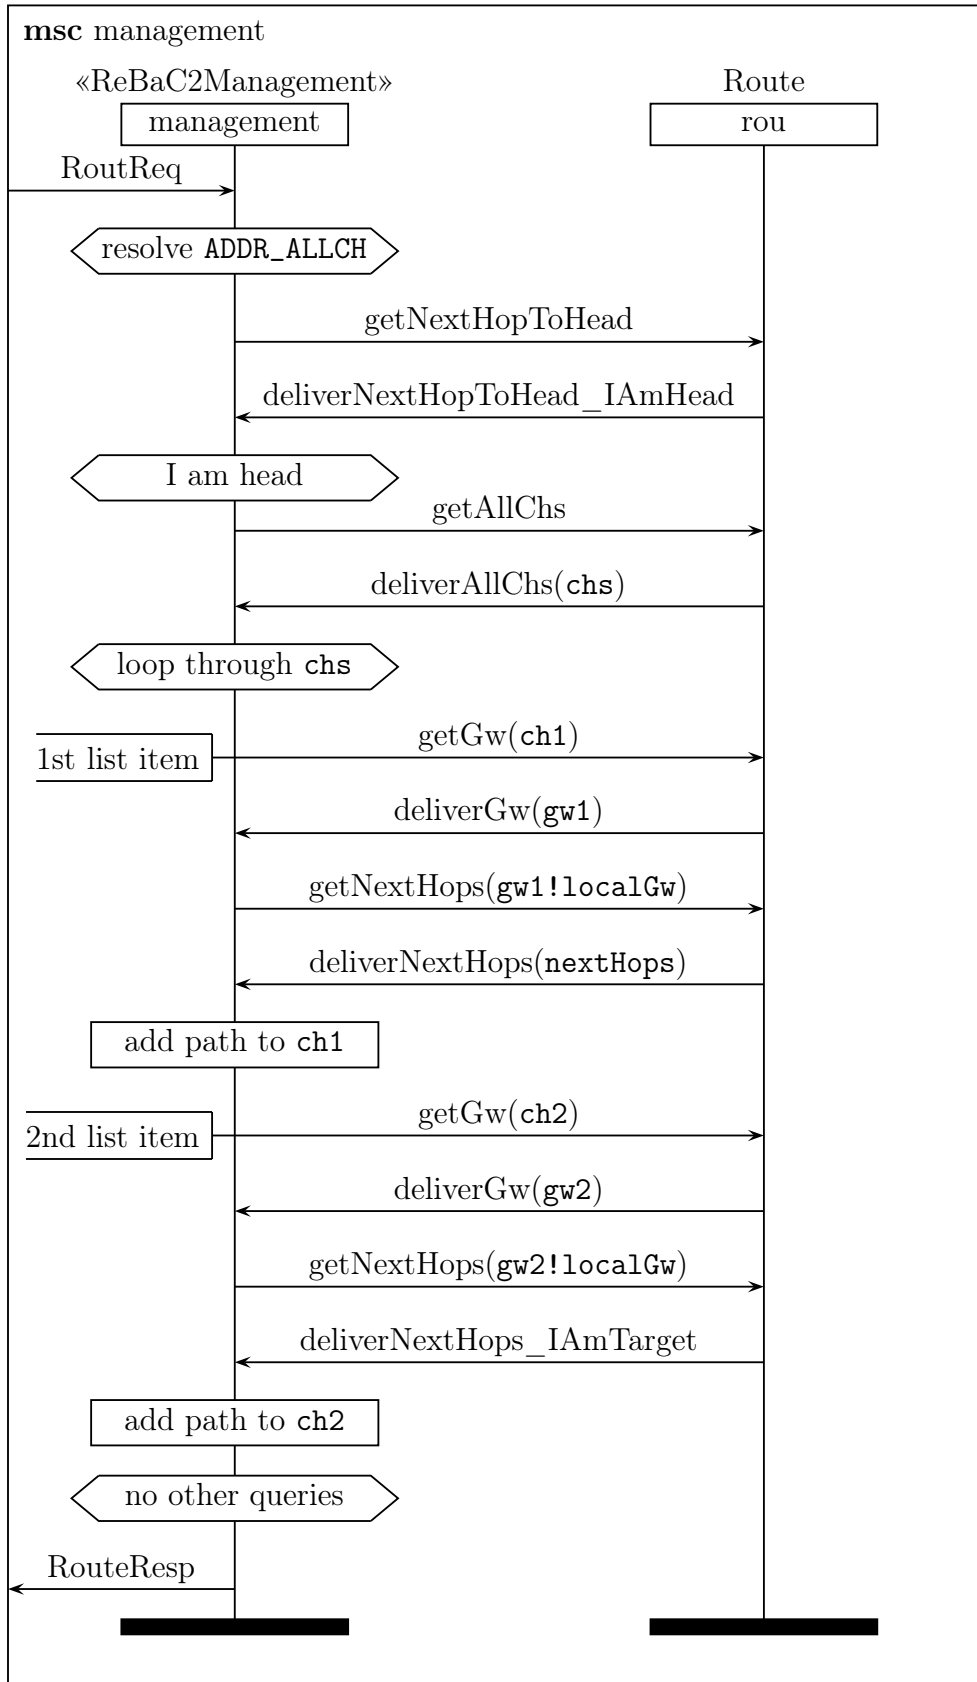 msc management
«ReBaC2Management» Route
management rou
RoutReq
resolve ADDR_ALLCH
getNextHopToHead
deliverNextHopToHead_IAmHead
I am head
getAllChs
deliverAllChs(chs)
loop through chs
getGw(ch1)
1st list item
deliverGw(gw1)
getNextHops(gw1!localGw)
deliverNextHops(nextHops)
add path to ch1
getGw(ch2)
2nd list item
deliverGw(gw2)
getNextHops(gw2!localGw)
deliverNextHops_IAmTarget
add path to ch2
no other queries
RouteResp